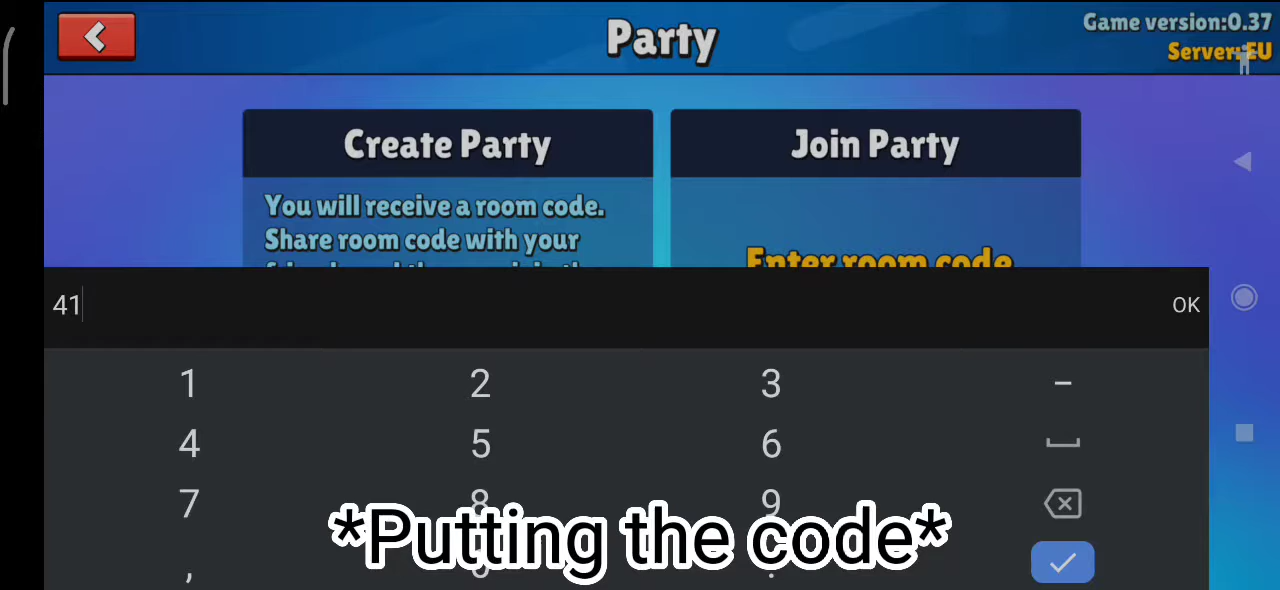 Party
Game version:0.37
Server:EU
Create Party
Join Party
You will receive a room code.
Share room code with your
Enter room code
41
OK
1 2 3 -
4 5 6
7 8 9
*Putting the code*
,
.